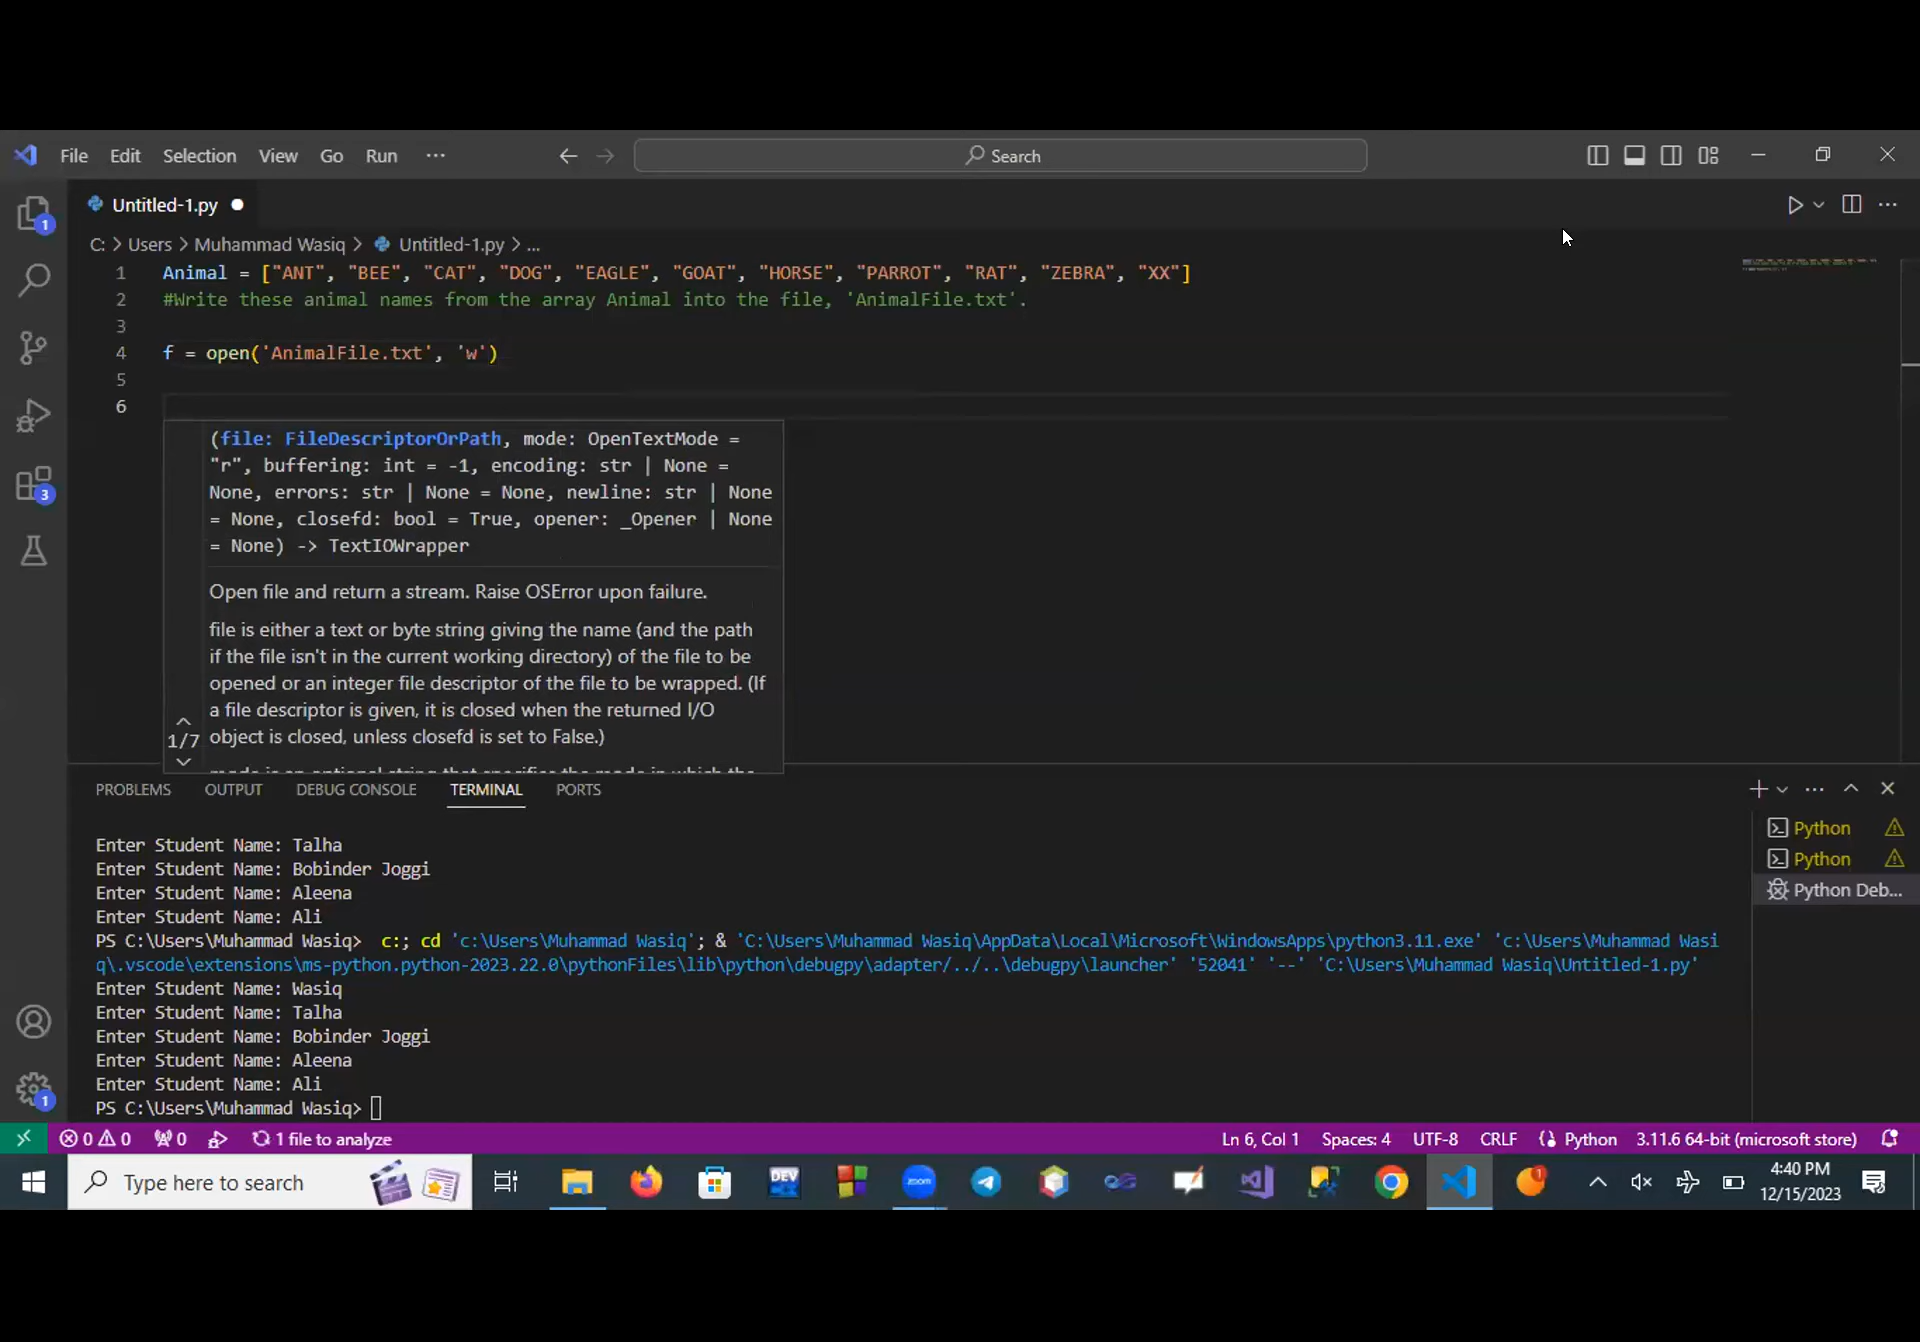 File Edit Selection View Go Run ··· Search
Untitled-1.py
C: > Users > Muhammad Wasiq > Untitled-1.py > ...
1 Animal = ["ANT", "BEE", "CAT", "DOG", "EAGLE", "GOAT", "HORSE", "PARROT", "RAT", "ZEBRA", "XX"]
2 #Write these animal names from the array Animal into the file, 'AnimalFile.txt'.
3
4 f = open('AnimalFile.txt', 'w')
5
6
(file: FileDescriptorOrPath, mode: OpenTextMode =
"r", buffering: int = -1, encoding: str | None =
None, errors: str | None = None, newline: str | None
= None, closefd: bool = True, opener: _Opener | None
= None) -> TextIOWrapper
Open file and return a stream. Raise OSError upon failure.
file is either a text or byte string giving the name (and the path
if the file isn't in the current working directory) of the file to be
opened or an integer file descriptor of the file to be wrapped. (If
a file descriptor is given, it is closed when the returned I/O
1/7 object is closed, unless closefd is set to False.)
PROBLEMS OUTPUT DEBUG CONSOLE TERMINAL PORTS
Enter Student Name: Talha
Enter Student Name: Bobinder Joggi
Enter Student Name: Aleena
Enter Student Name: Ali
PS C:\Users\Muhammad Wasiq>  c:; cd 'c:\Users\Muhammad Wasiq'; & 'C:\Users\Muhammad Wasiq\AppData\Local\Microsoft\WindowsApps\python3.11.exe' 'c:\Users\Muhammad Wasi
q\.vscode\extensions\ms-python.python-2023.22.0\pythonFiles\lib\python\debugpy\adapter/../..\debugpy\launcher' '52041' '--' 'C:\Users\Muhammad Wasiq\Untitled-1.py'
Enter Student Name: Wasiq
Enter Student Name: Talha
Enter Student Name: Bobinder Joggi
Enter Student Name: Aleena
Enter Student Name: Ali
PS C:\Users\Muhammad Wasiq>
Python
Python
Python Deb...
1
3
1
0 0 0 1 file to analyze Ln 6, Col 1 Spaces: 4 UTF-8 CRLF Python 3.11.6 64-bit (microsoft store)
Type here to search DEV zoom 1 4:40 PM
12/15/2023